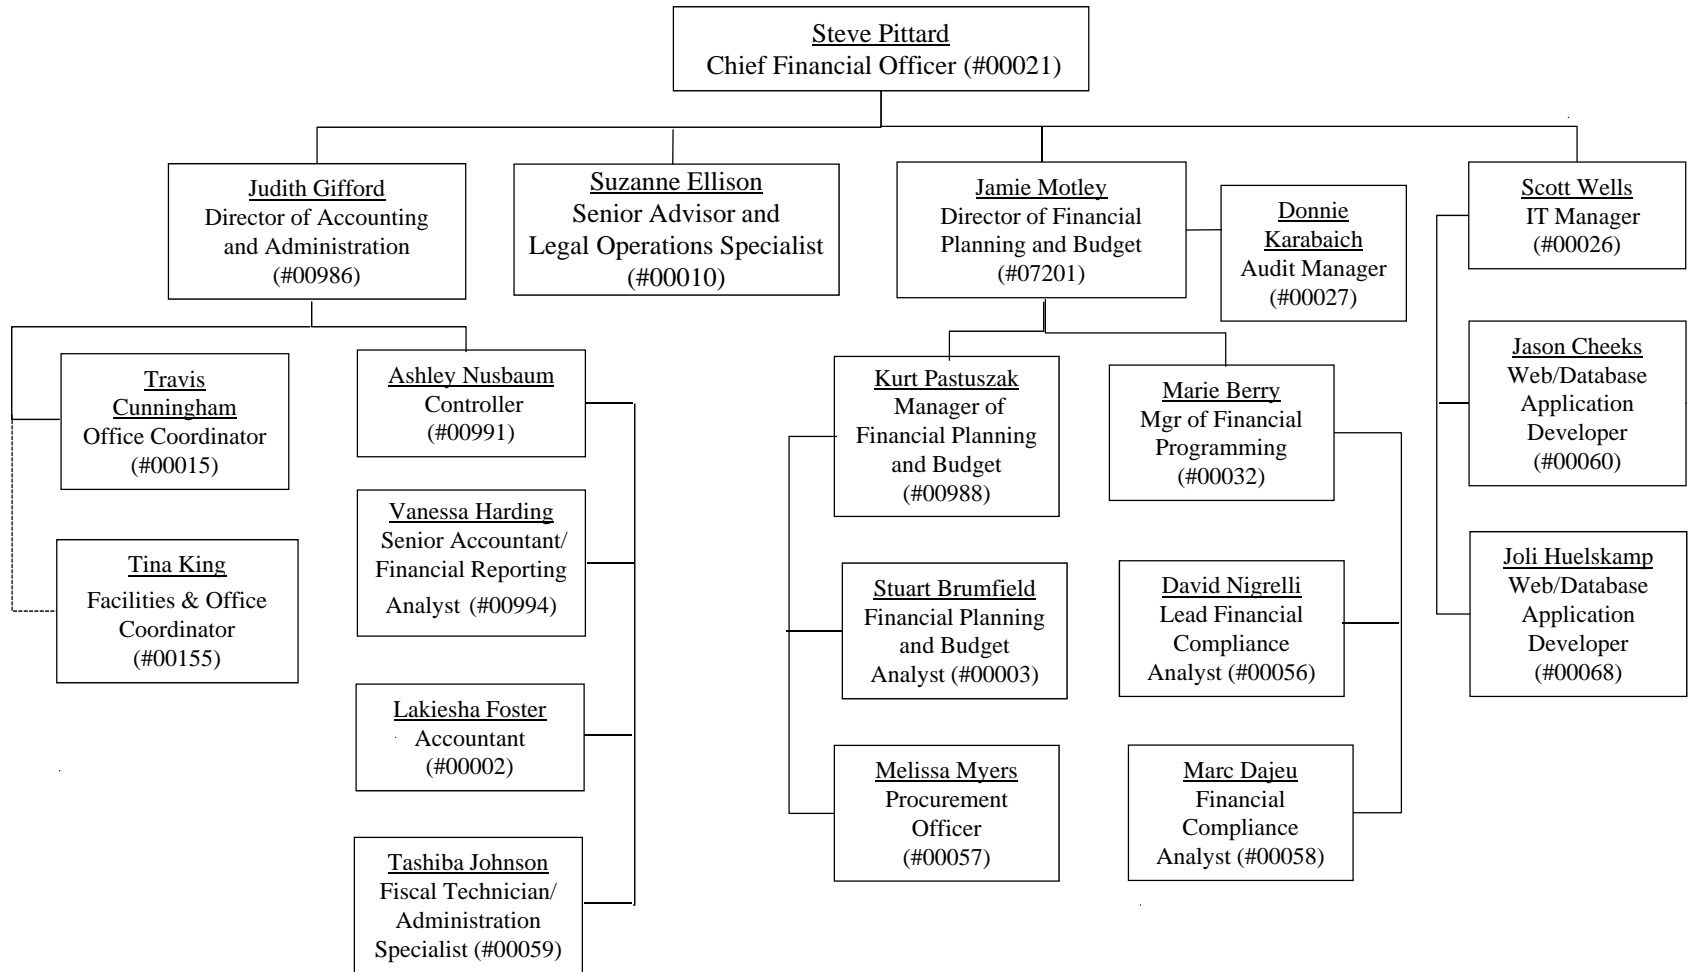 Steve Pittard
Chief Financial Officer (#00021)
Judith Gifford
Director of Accounting
and Administration
(#00986)
Suzanne Ellison
Senior Advisor and
Legal Operations Specialist
(#00010)
Jamie Motley
Director of Financial
Planning and Budget
(#07201)
Donnie
Karabaich
Audit Manager
(#00027)
Scott Wells
IT Manager
(#00026)
Travis
Cunningham
Office Coordinator
(#00015)
Tina King
Facilities & Office
Coordinator
(#00155)
Ashley Nusbaum
Controller
(#00991)
Vanessa Harding
Senior Accountant/
Financial Reporting
Analyst (#00994)
Lakiesha Foster
Accountant
(#00002)
Tashiba Johnson
Fiscal Technician/
Administration
Specialist (#00059)
Kurt Pastuszak
Manager of
Financial Planning
and Budget
(#00988)
Stuart Brumfield
Financial Planning
and Budget
Analyst (#00003)
Melissa Myers
Procurement
Officer
(#00057)
Marie Berry
Mgr of Financial
Programming
(#00032)
David Nigrelli
Lead Financial
Compliance
Analyst (#00056)
Marc Dajeu
Financial
Compliance
Analyst (#00058)
Jason Cheeks
Web/Database
Application
Developer
(#00060)
Joli Huelskamp
Web/Database
Application
Developer
(#00068)